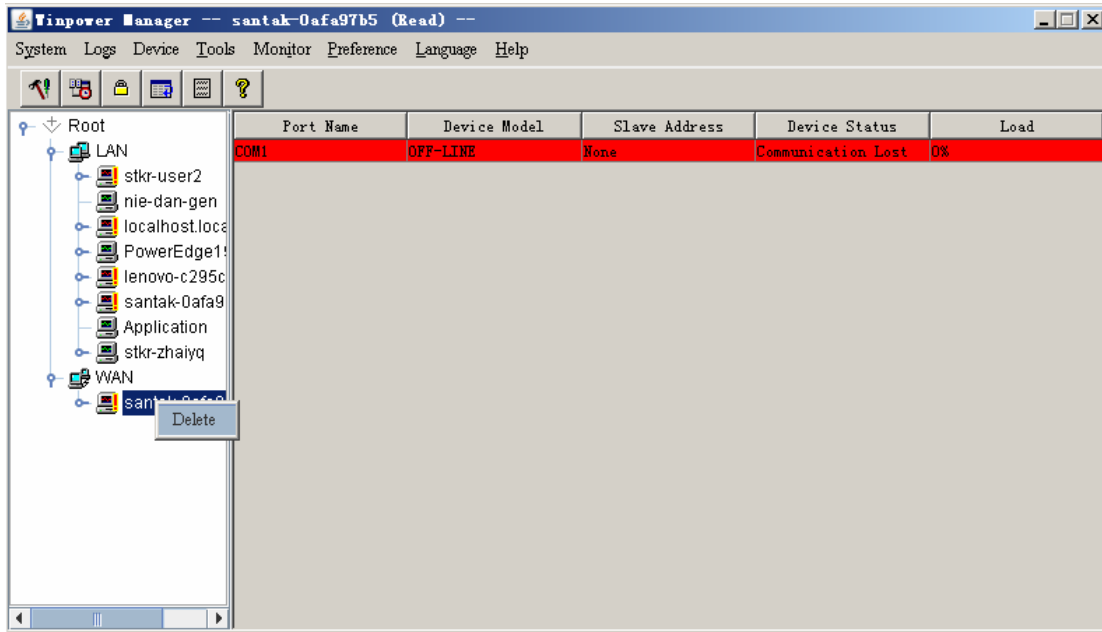 Winpower Manager -- santak-0afa97b5 (Read) --
System Logs Device Tools Monitor Preference Language Help
Port Name Device Model Slave Address Device Status Load
COM1 OFF-LINE None Communication Lost 0%
Root
LAN
stkr-user2
nie-dan-gen
localhost.loca
PowerEdge1
lenovo-c295c
santak-0afa9
Application
stkr-zhaiyq
WAN
Delete